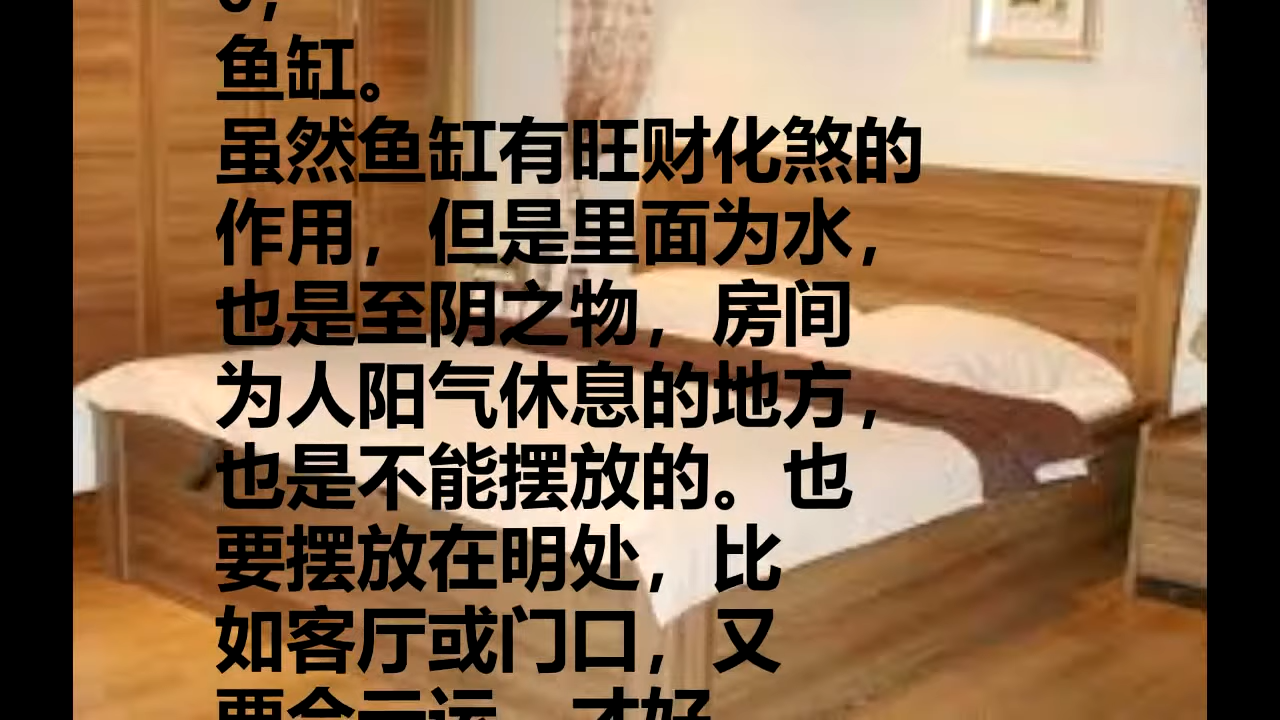 鱼缸。
虽然鱼缸有旺财化煞的
作用，但是里面为水，
也是至阴之物，房间
为人阳气休息的地方，
也是不能摆放的。也
要摆放在明处，比
如客厅或门口，又